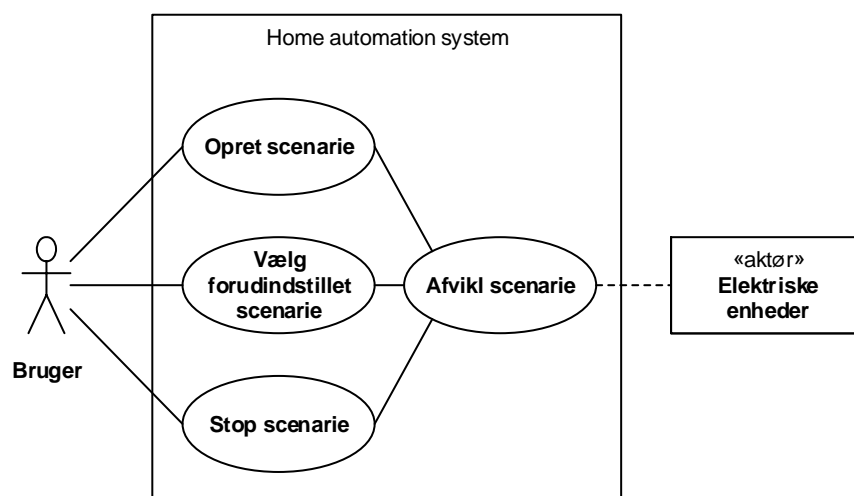 Home automation system
Opret scenarie
Vælg
forudindstillet
scenarie
Afvikl scenarie
«aktør»
Elektriske
enheder
Bruger
Stop scenarie